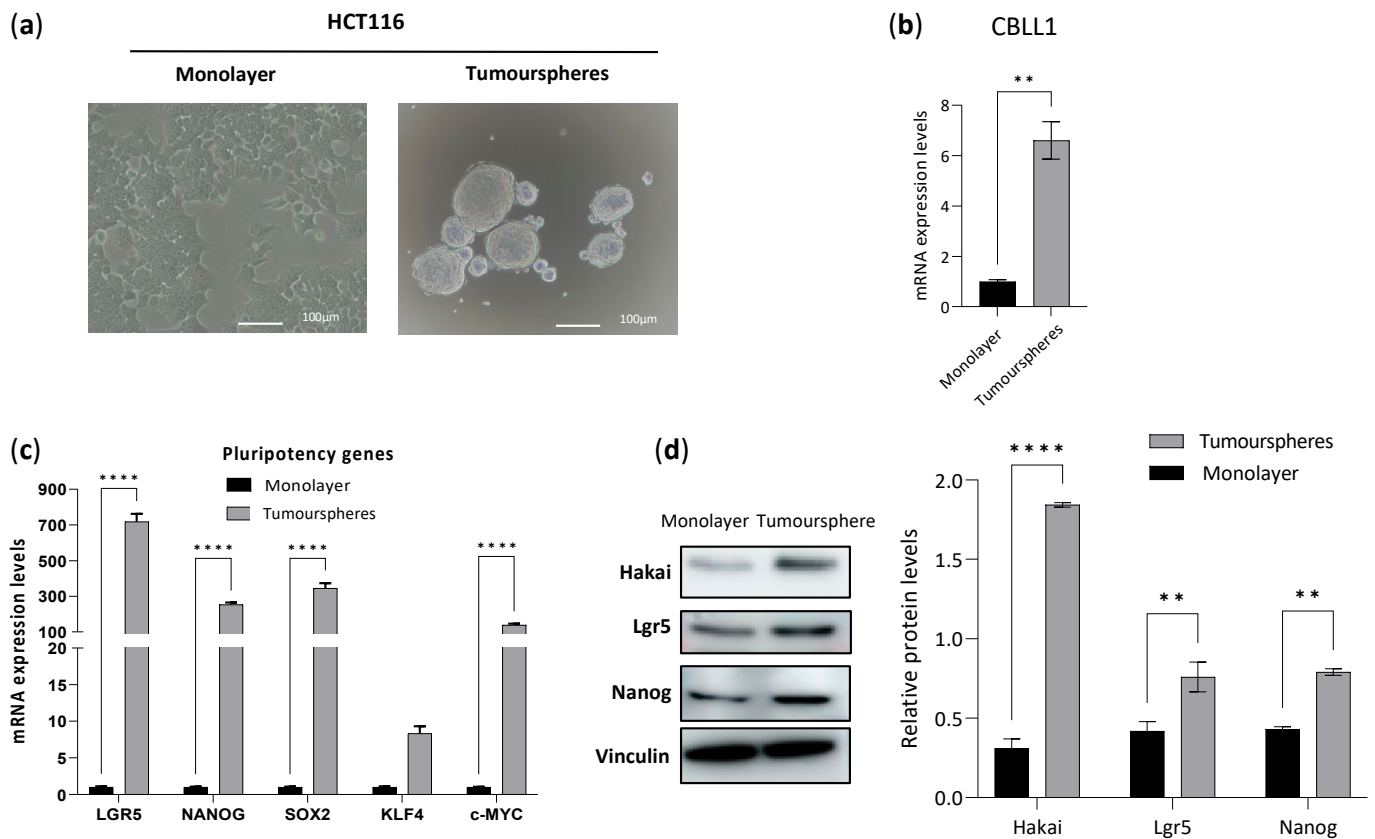 (a)
HCT116
Monolayer Tumourspheres
100µm 100µm
(b)
CBLL1
**
mRNA expression levels
8
6
4
2
0
Monolayer
Tumourspheres
(c)
Pluripotency genes
Monolayer
Tumourspheres
mRNA expression levels
900
700
500
300
100
20
15
10
5
0
**** **** **** ****
LGR5 NANOG SOX2 KLF4 c-MYC
(d)
Monolayer Tumoursphere
Hakai
Lgr5
Nanog
Vinculin
Tumourspheres
Monolayer
Relative protein levels
2.0
1.5
1.0
0.5
0.0
**** ** **
Hakai Lgr5 Nanog